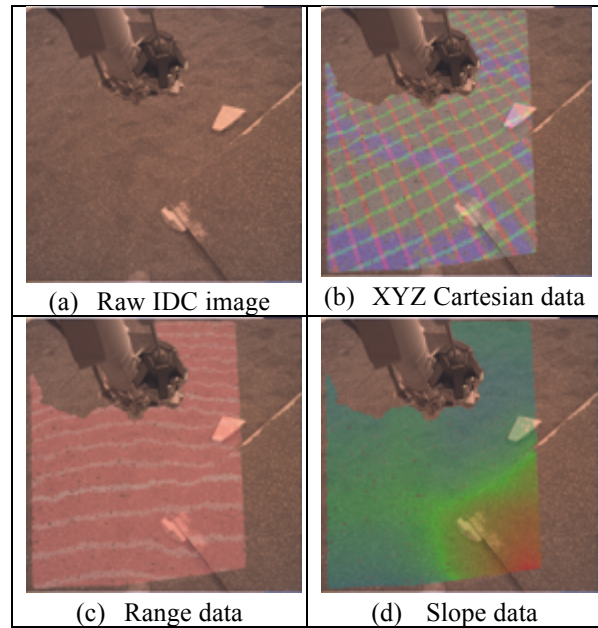 (a) Raw IDC image
(b) XYZ Cartesian data
(c) Range data
(d) Slope data